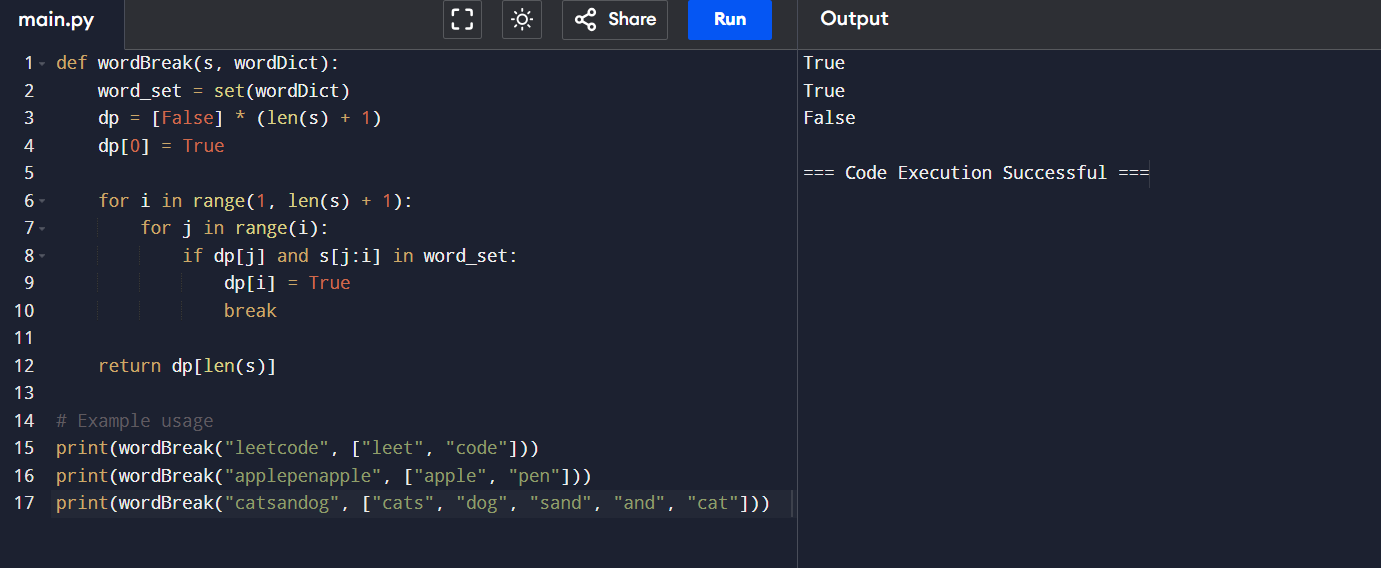 main.py
Share
Run
Output
1 def wordBreak(s, wordDict):
2     word_set = set(wordDict)
3     dp = [False] * (len(s) + 1)
4     dp[0] = True
5
6     for i in range(1, len(s) + 1):
7         for j in range(i):
8             if dp[j] and s[j:i] in word_set:
9                 dp[i] = True
10                 break
11
12     return dp[len(s)]
13
14 # Example usage
15 print(wordBreak("leetcode", ["leet", "code"]))
16 print(wordBreak("applepenapple", ["apple", "pen"]))
17 print(wordBreak("catsandog", ["cats", "dog", "sand", "and", "cat"]))
True
True
False
=== Code Execution Successful ===